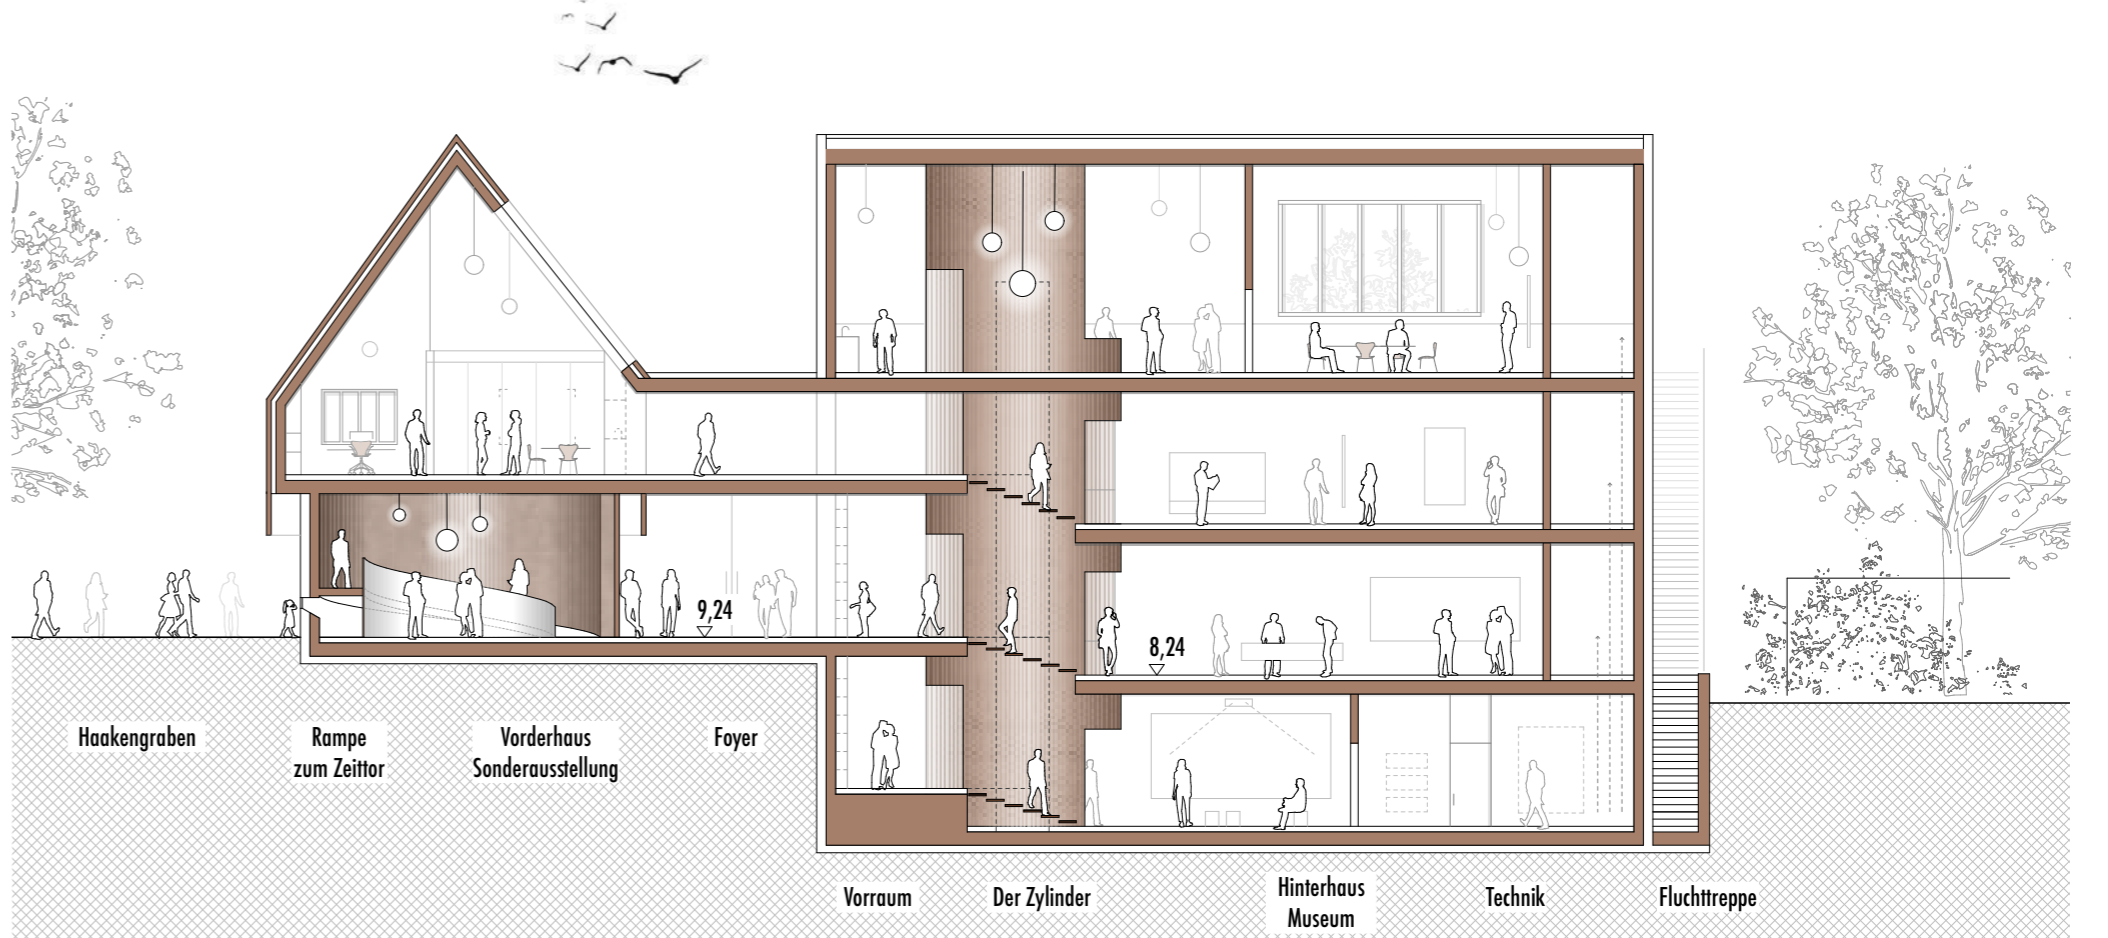 9,24
8,24
Haakengraben
Rampe
zum Zeittor
Vorderhaus
Sonderausstellung
Foyer
Vorraum
Der Zylinder
Hinterhaus
Museum
Technik
Fluchttreppe